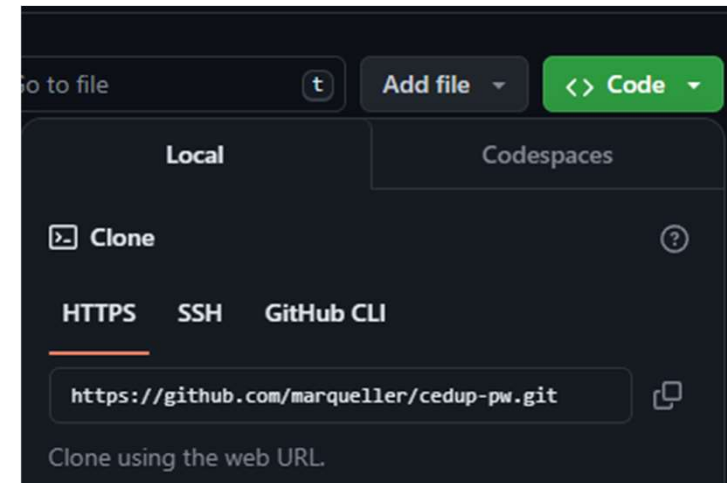 o to file t Add file <> Code
Local Codespaces
Clone
HTTPS SSH GitHub CLI
https://github.com/marqueller/cedup-pw.git
Clone using the web URL.